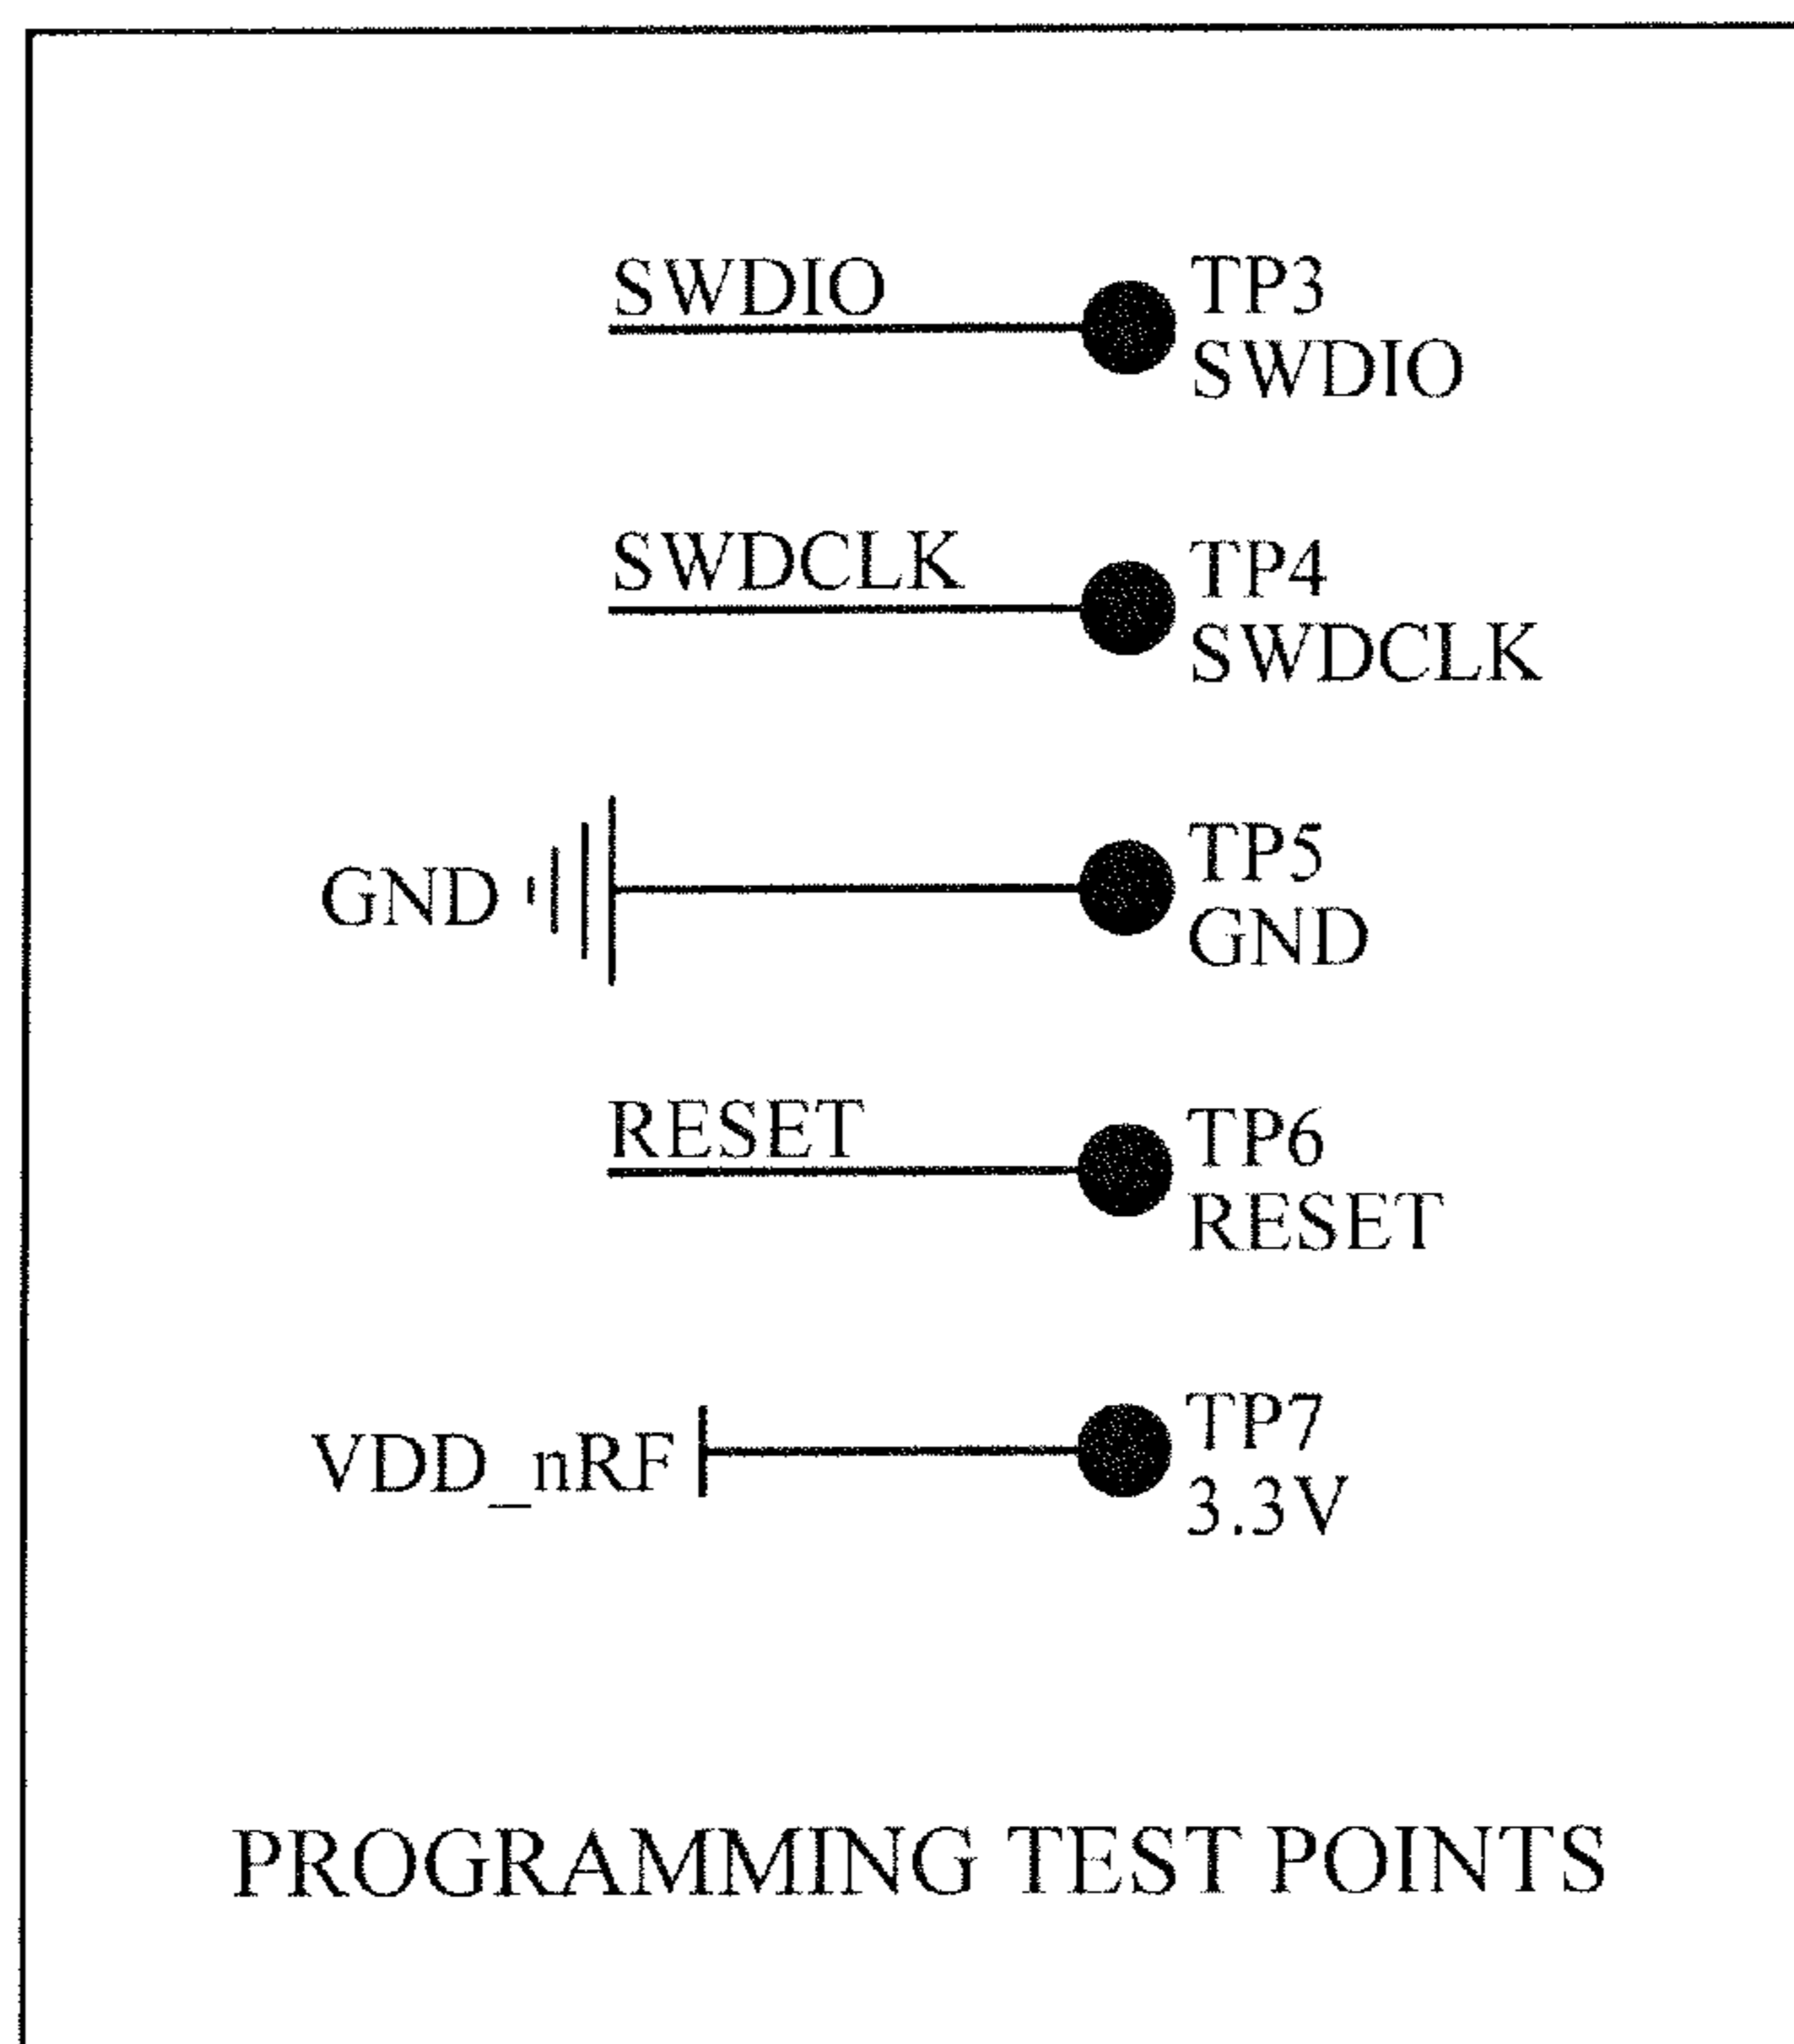 SWDIO
TP3
SWDIO
SWDCLK
TP4
SWDCLK
GND
TP5
GND
RESET
TP6
RESET
VDD_nRF
TP7
3.3V
PROGRAMMING TEST POINTS